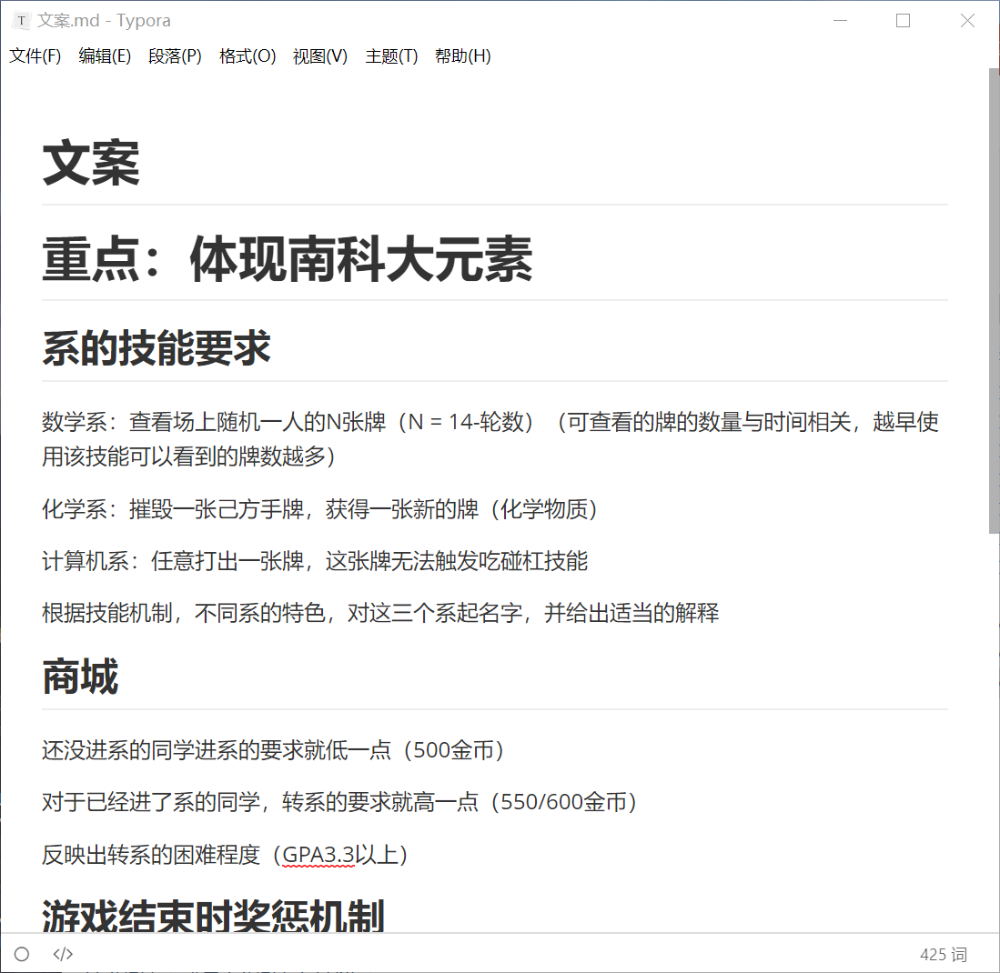 文案.md - Typora
文件(F) 编辑(E) 段落(P) 格式(O) 视图(V) 主题(T) 帮助(H)
文案
重点：体现南科大元素
系的技能要求
数学系：查看场上随机一人的N张牌（N = 14-轮数）（可查看的牌的数量与时间相关，越早使
用该技能可以看到的牌数越多）
化学系：摧毁一张己方手牌，获得一张新的牌（化学物质）
计算机系：任意打出一张牌，这张牌无法触发吃碰杠技能
根据技能机制，不同系的特色，对这三个系起名字，并给出适当的解释
商城
还没进系的同学进系的要求就低一点（500金币）
对于已经进了系的同学，转系的要求就高一点（550/600金币）
反映出转系的困难程度（GPA3.3以上）
游戏结束时奖惩机制
425 词